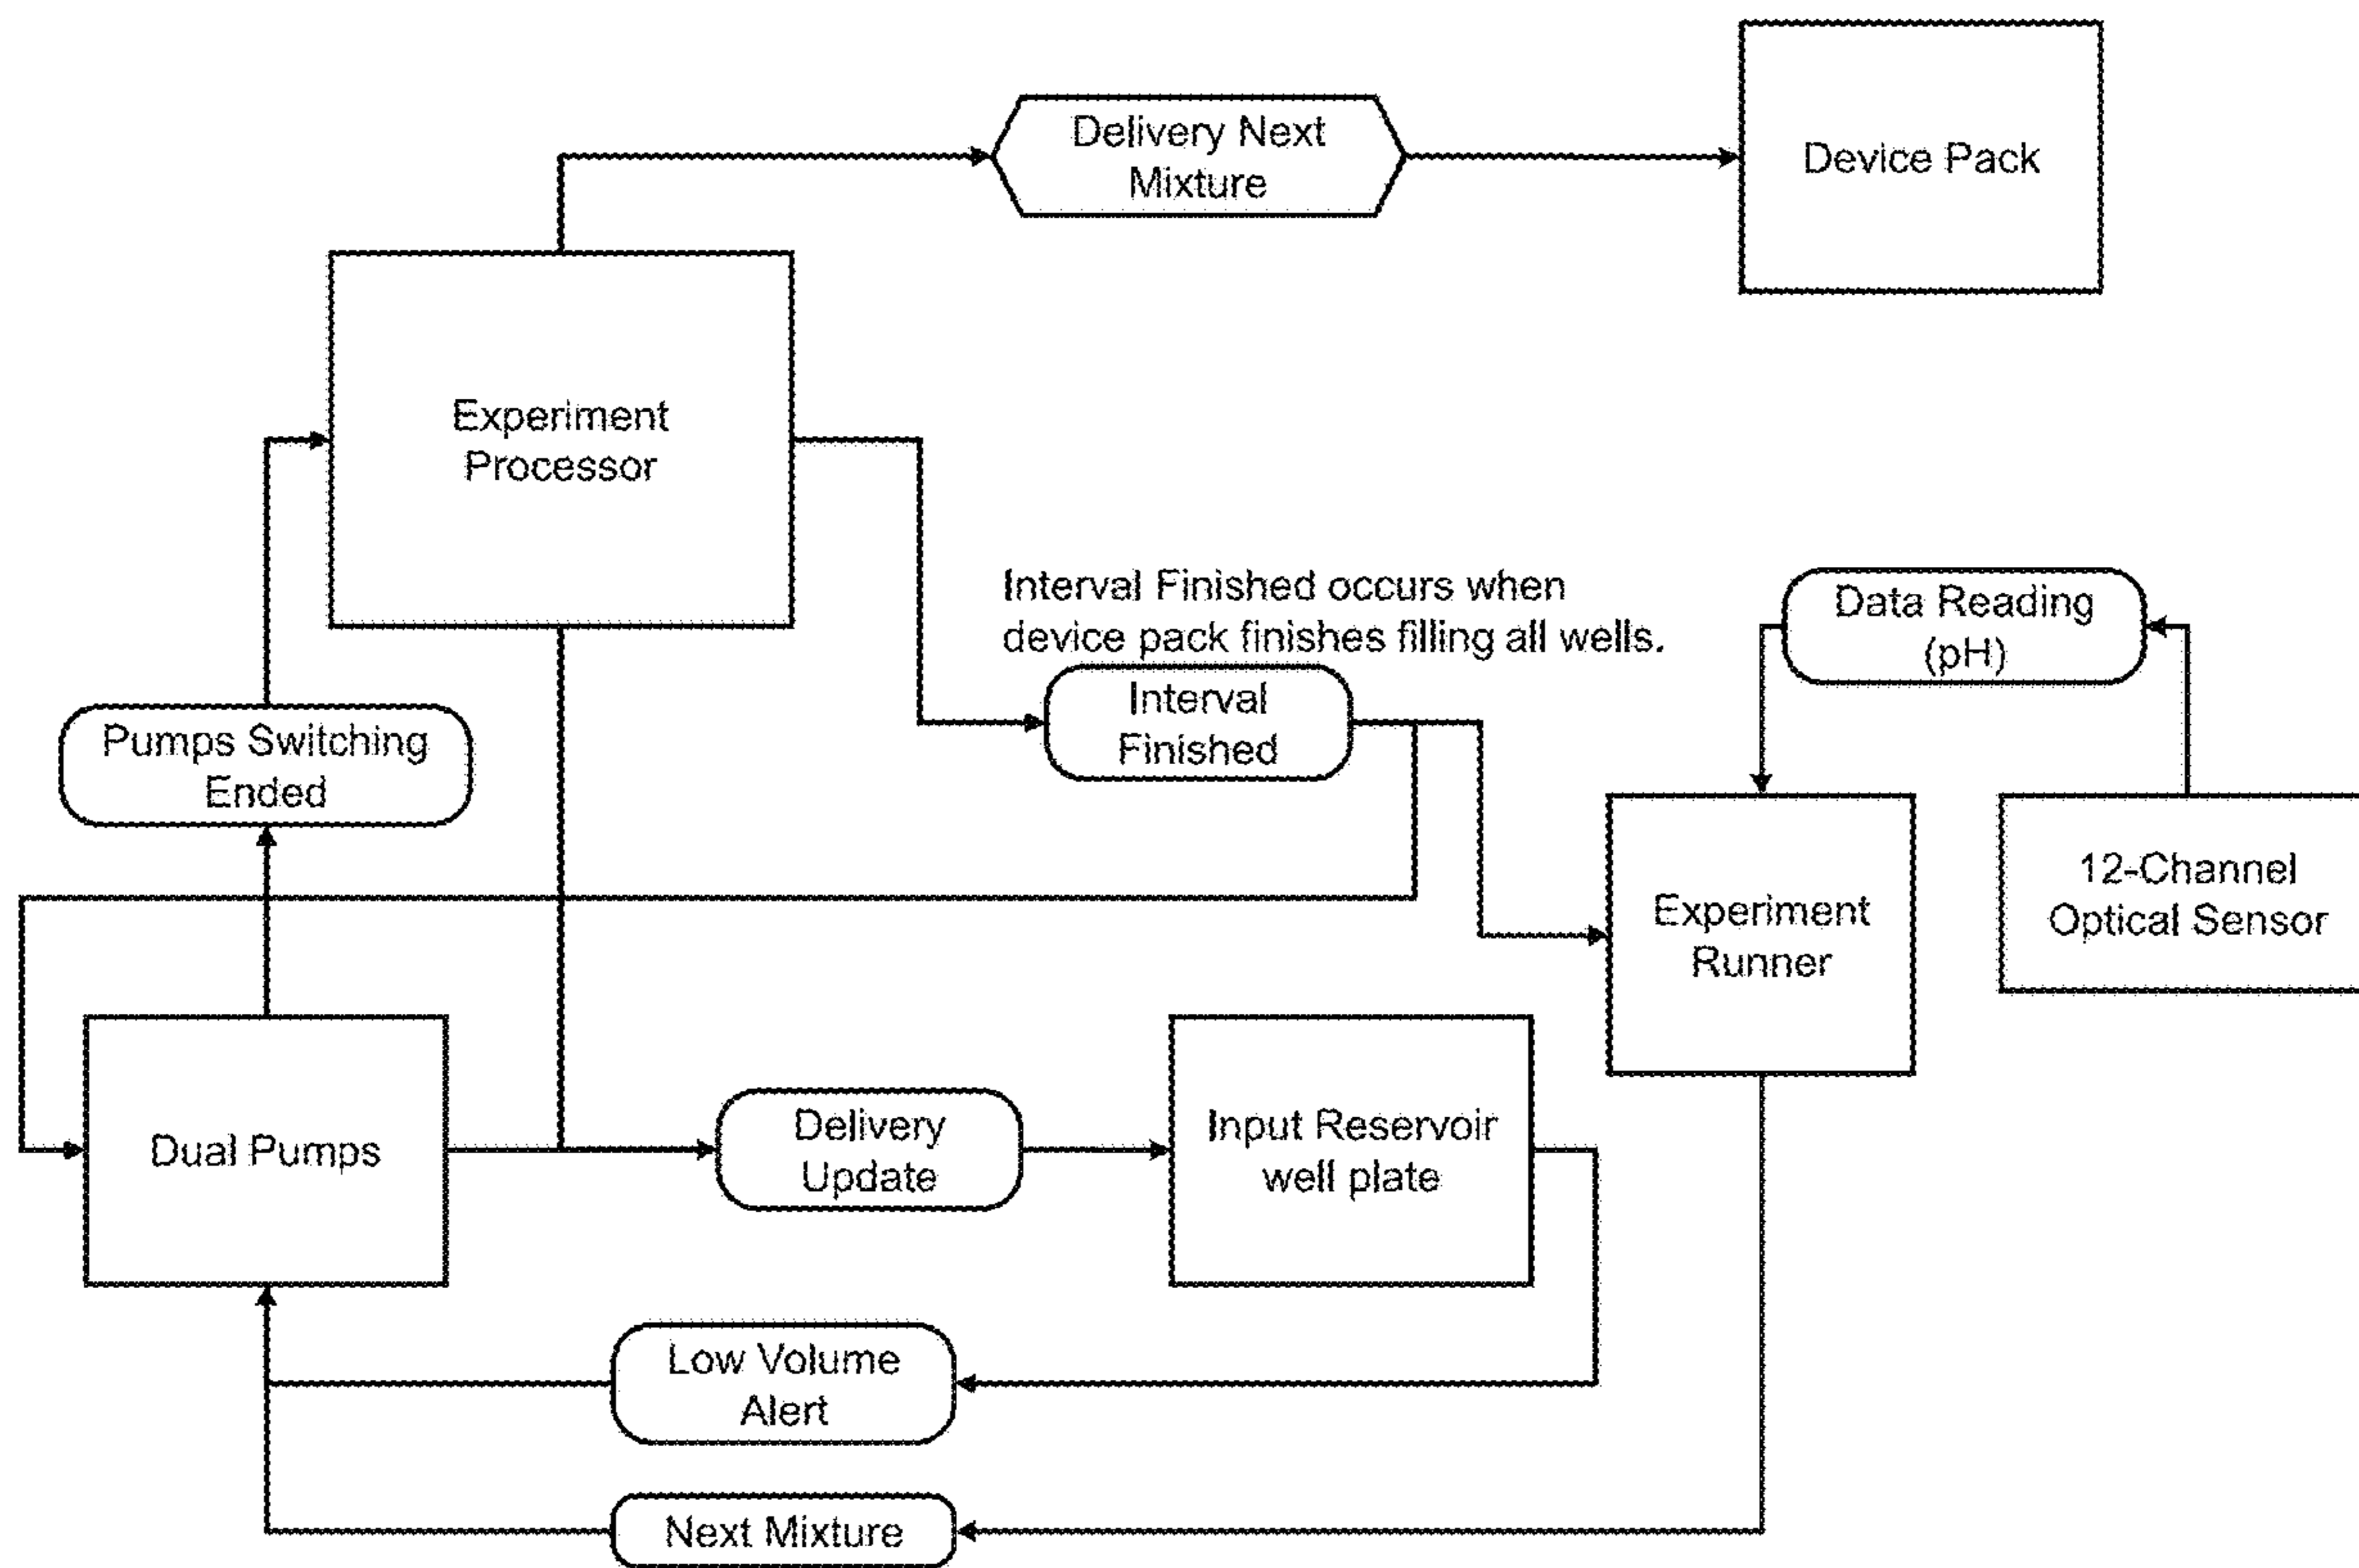 Delivery Next
Mixture
Device Pack
Experiment
Processor
Interval Finished occurs when
device pack finishes filling all wells.
Data Reading
(pH)
Interval
Finished
Pumps Switching
Ended
12-Channel
Optical Sensor
Experiment
Runner
Dual Pumps
Delivery
Update
Input Reservoir
well plate
Low Volume
Alert
Next Mixture